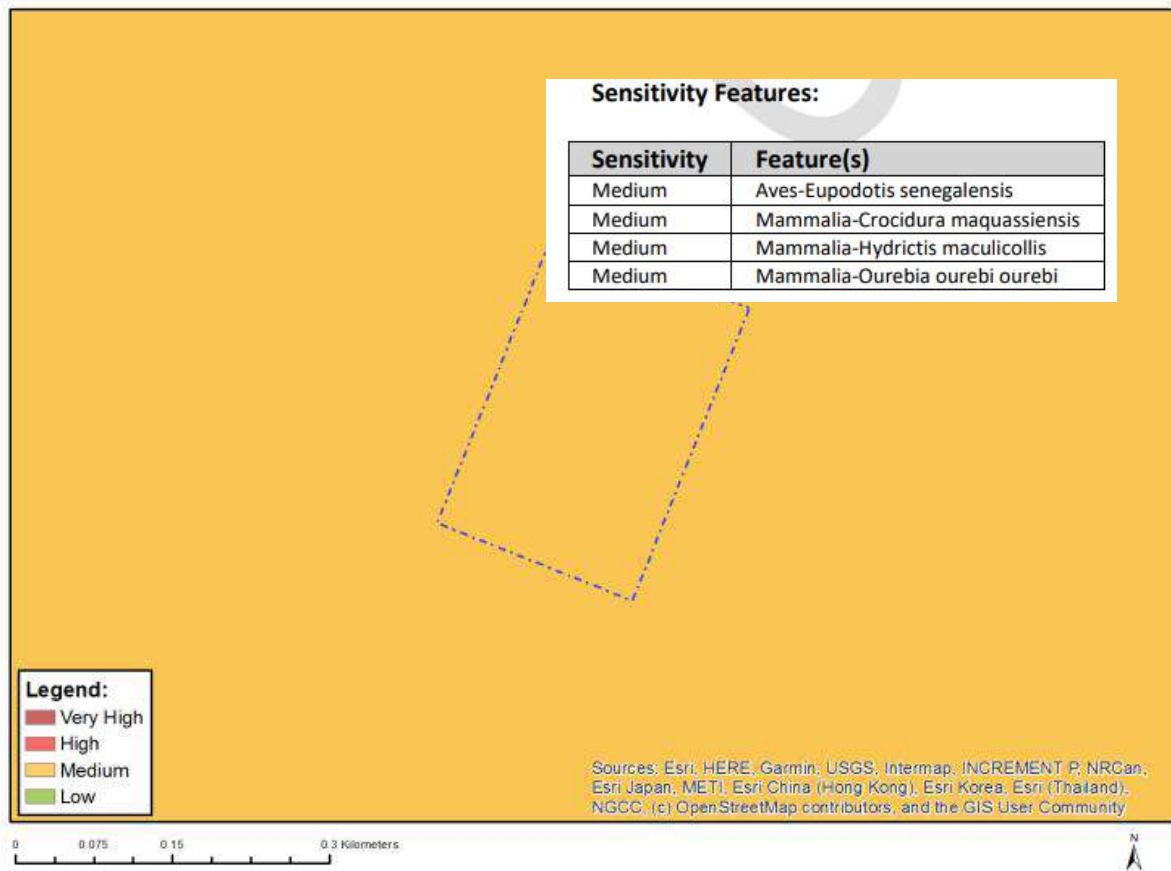 Sensitivity Features:
Sensitivity Feature(s)
Medium Aves-Eupodotis senegalensis
Medium Mammalia-Crocidura maquassiensis
Medium Mammalia-Hydrictis maculicollis
Medium Mammalia-Ourebia ourebi ourebi
Legend:
Very High
High
Medium
Low
Sources: Esri, HERE, Garmin, USGS, Intermap, INCREMENT P, NRCan,
Esri Japan, METI, Esri China (Hong Kong), Esri Korea, Esri (Thailand),
NGCC, (c) OpenStreetMap contributors, and the GIS User Community
0 0.075 0.15 0.3 Kilometers
N